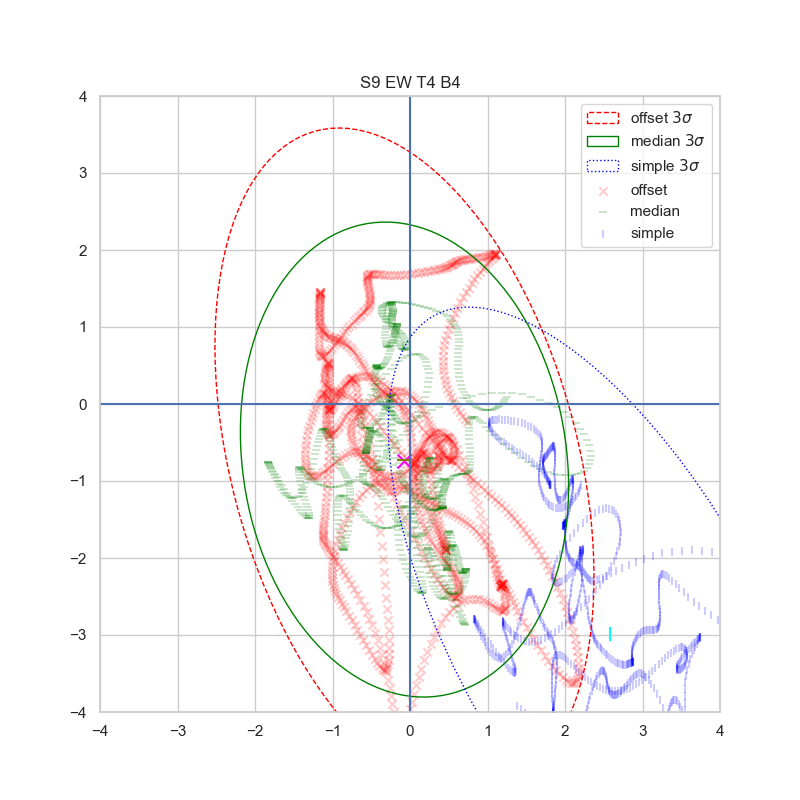 S9 EW T4 B4
4
3
2
1
0
−1
−2
−3
−4
−4
−3
−2
−1
0
1
2
3
4
offset 3σ
median 3σ
simple 3σ
offset
median
simple